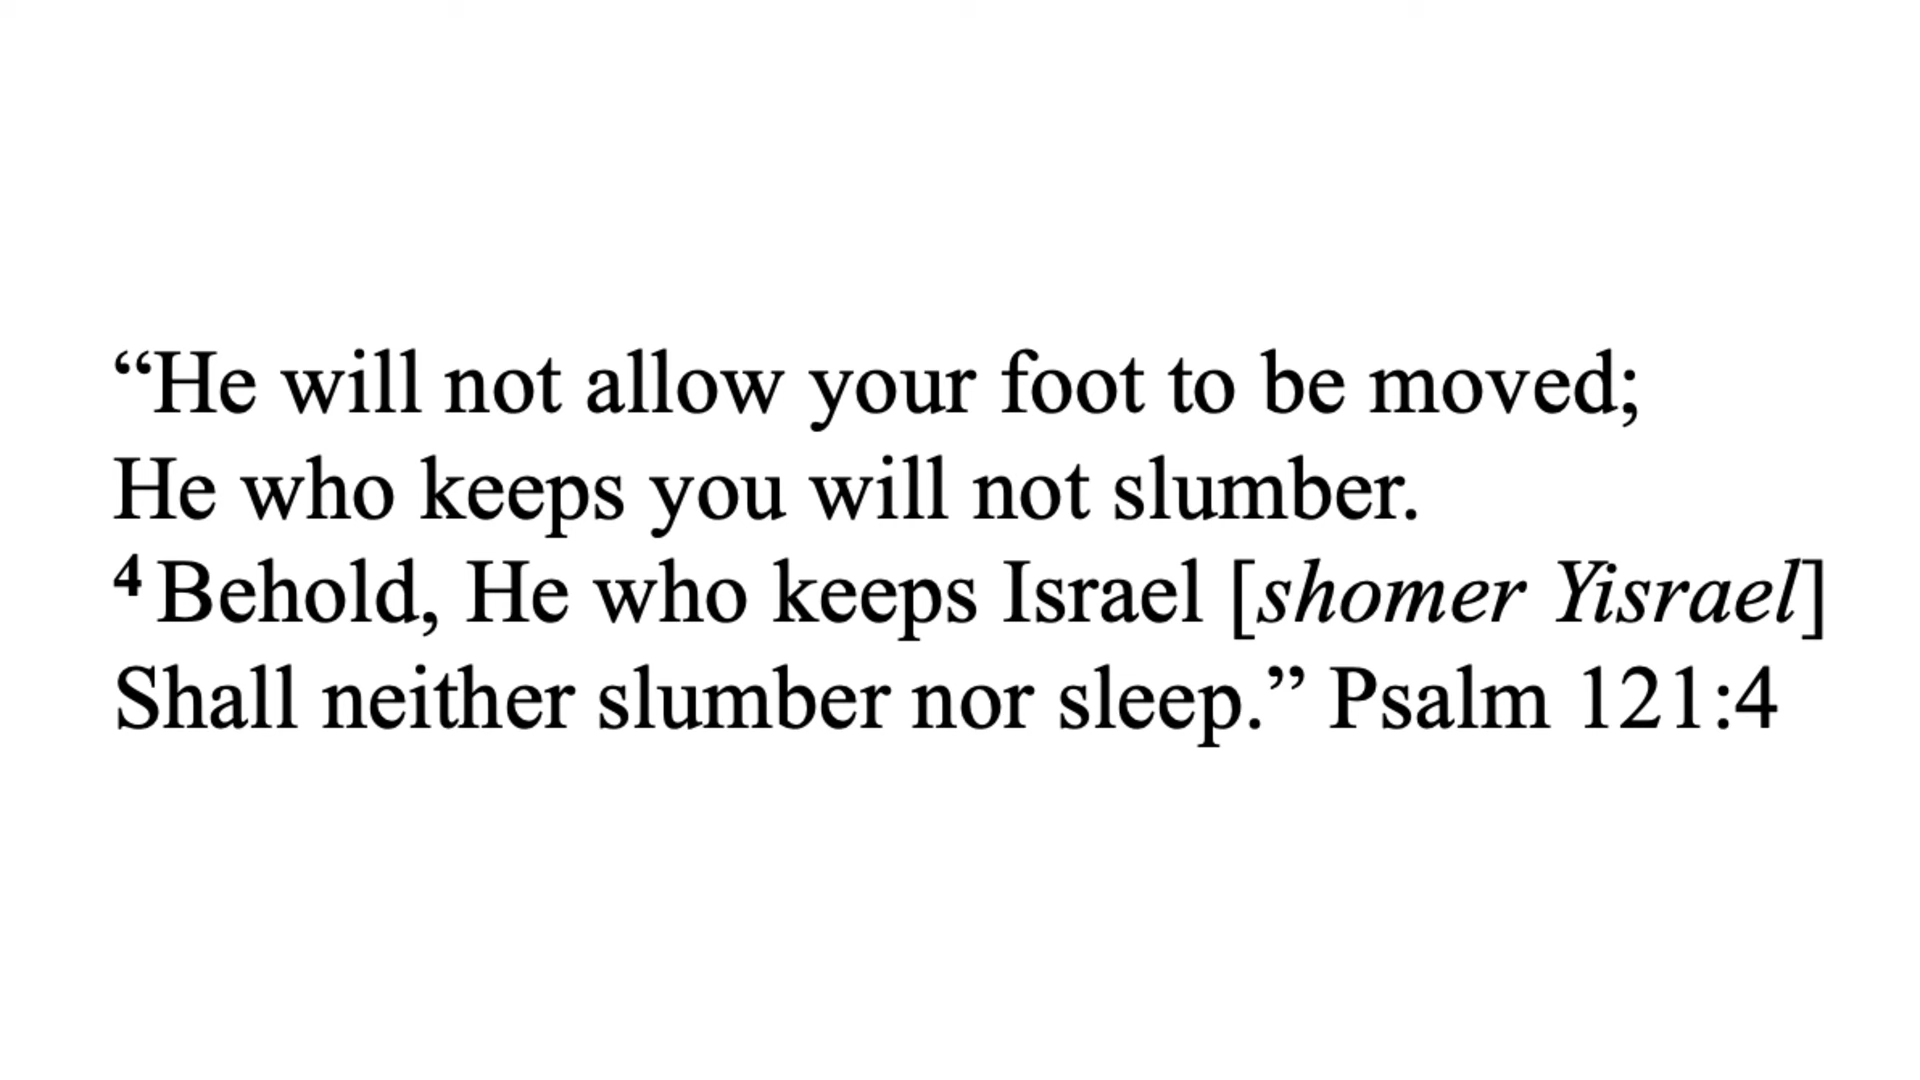 “He will not allow your foot to be moved;
He who keeps you will not slumber.
4 Behold, He who keeps Israel [shomer Yisrael]
Shall neither slumber nor sleep.” Psalm 121:4